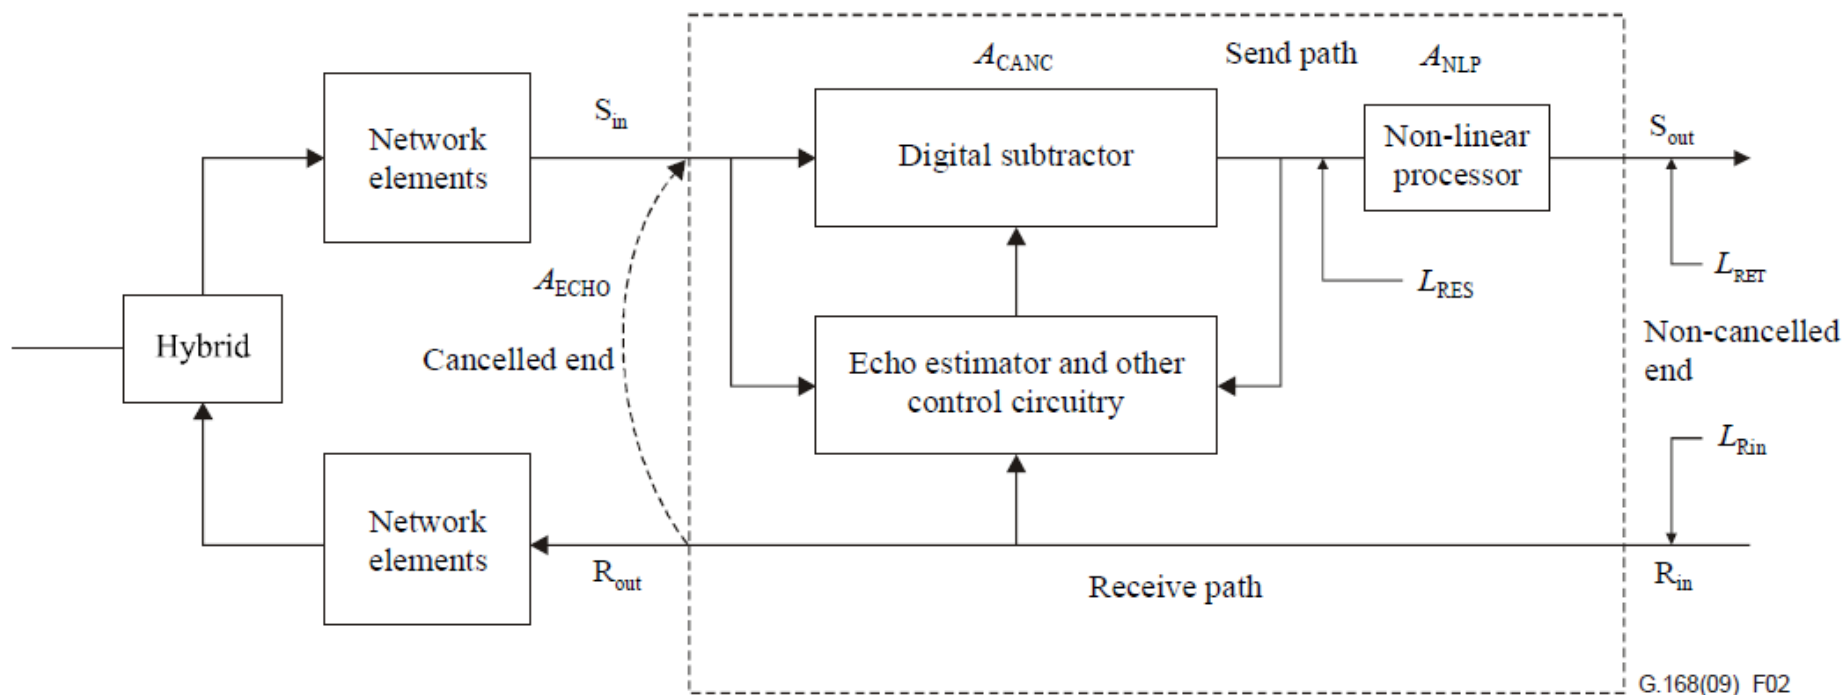 A_CANC
Send path
A_NLP
S_in
Network
elements
Digital subtractor
Non-linear
processor
S_out
A_ECHO
L_RES
L_RET
Hybrid
Cancelled end
Echo estimator and other
control circuitry
Non-cancelled
end
L_Rin
Network
elements
R_out
Receive path
R_in
G.168(09)_F02